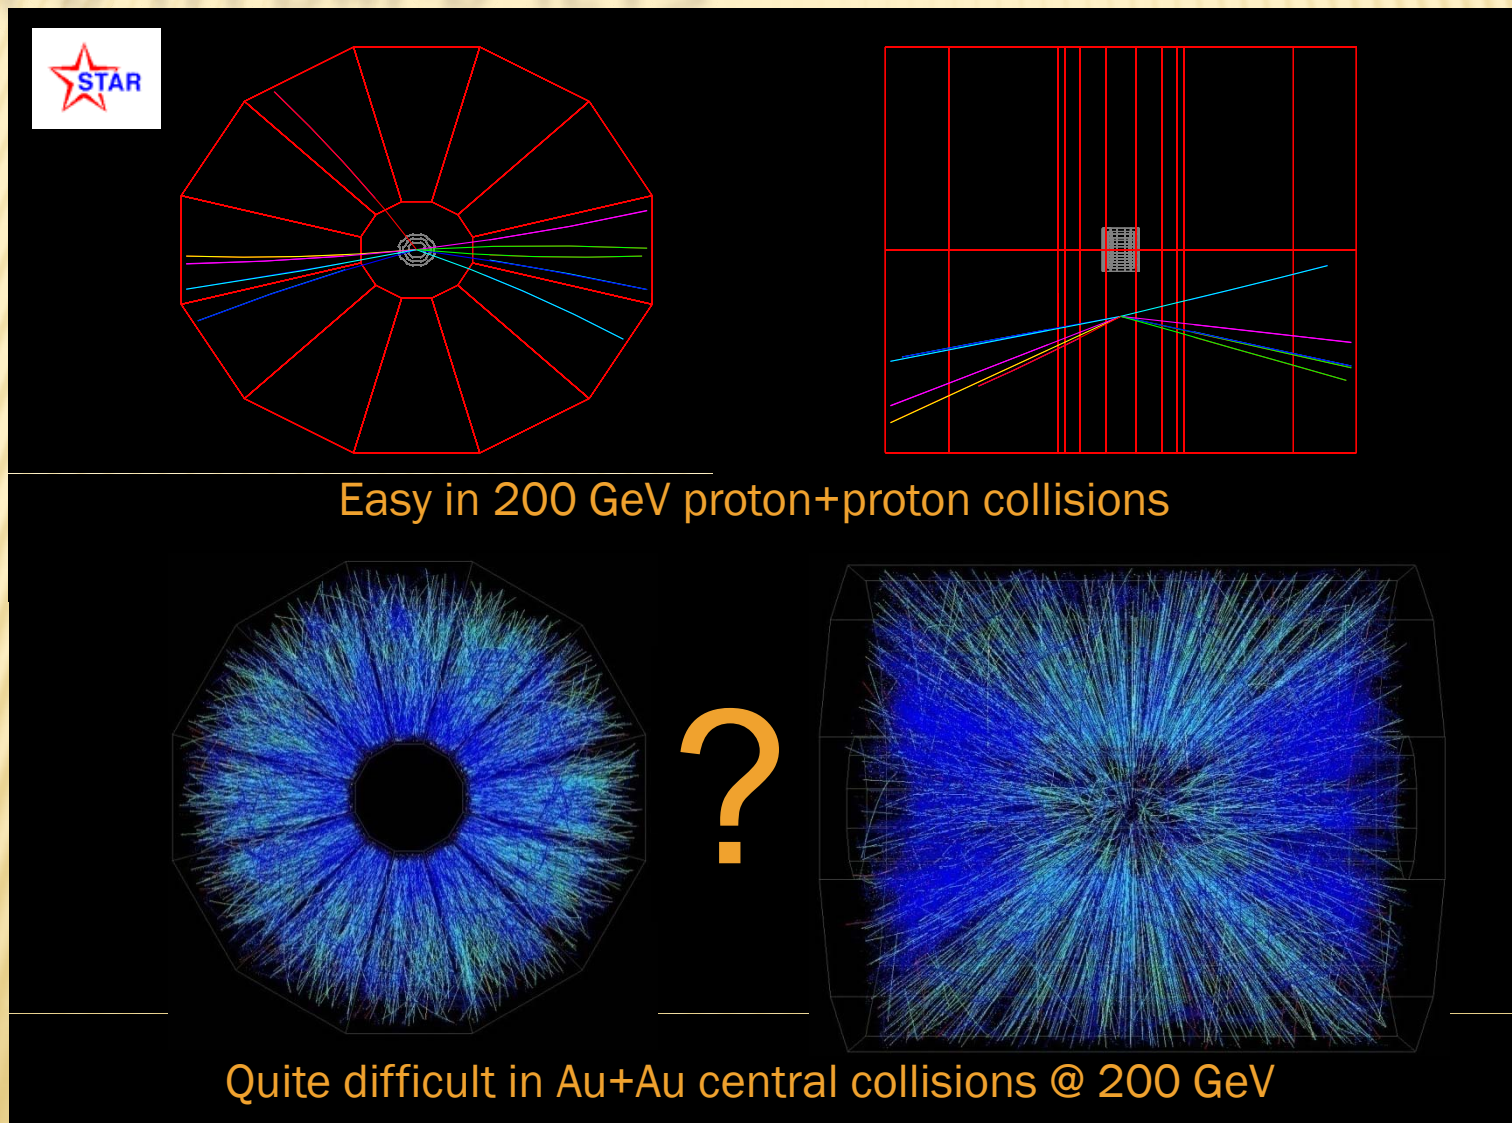 STAR
Easy in 200 GeV proton+proton collisions
?
Quite difficult in Au+Au central collisions @ 200 GeV